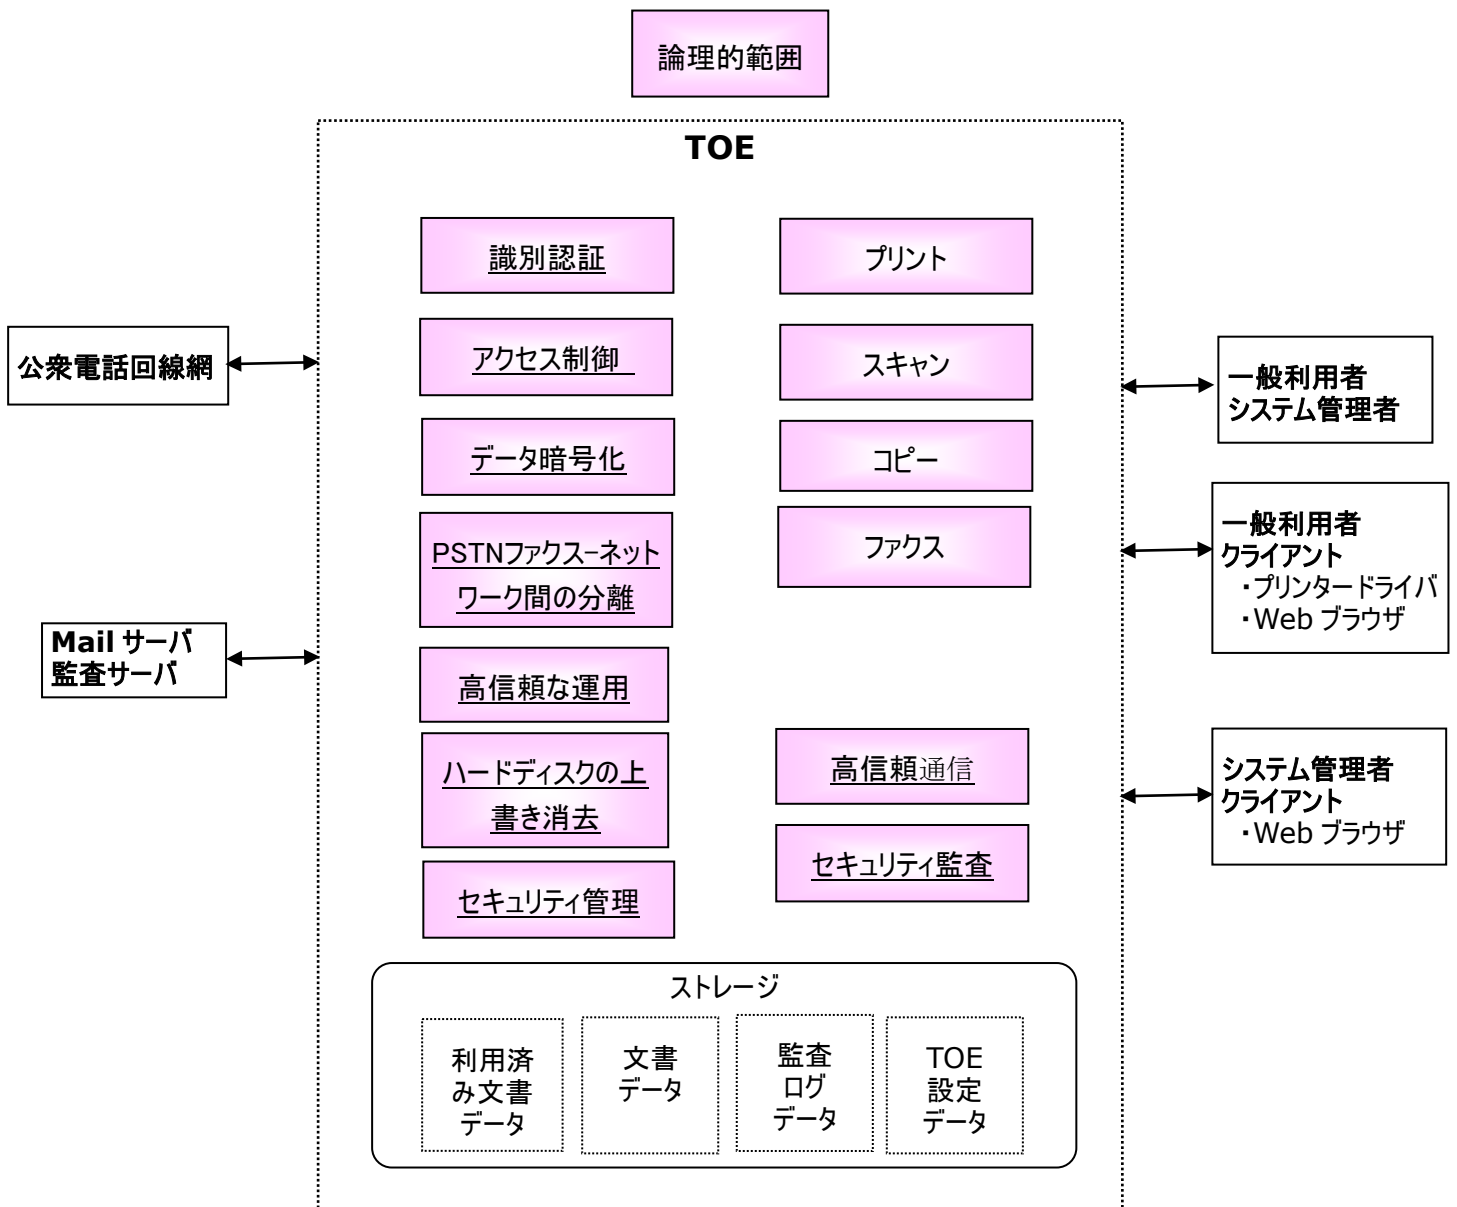 論理的範囲
TOE
識別認証
アクセス制御
データ暗号化
PSTNファクス-ネット
ワーク間の分離
高信頼な運用
ハードディスクの上
書き消去
セキュリティ管理
プリント
スキャン
コピー
ファクス
高信頼通信
セキュリティ監査
公衆電話回線網
Mail サーバ
監査サーバ
一般利用者
システム管理者
一般利用者
クライアント
・プリンタードライバ
・Web ブラウザ
システム管理者
クライアント
・Web ブラウザ
ストレージ
利用済
み文書
データ
文書
データ
監査
ログ
データ
TOE
設定
データ